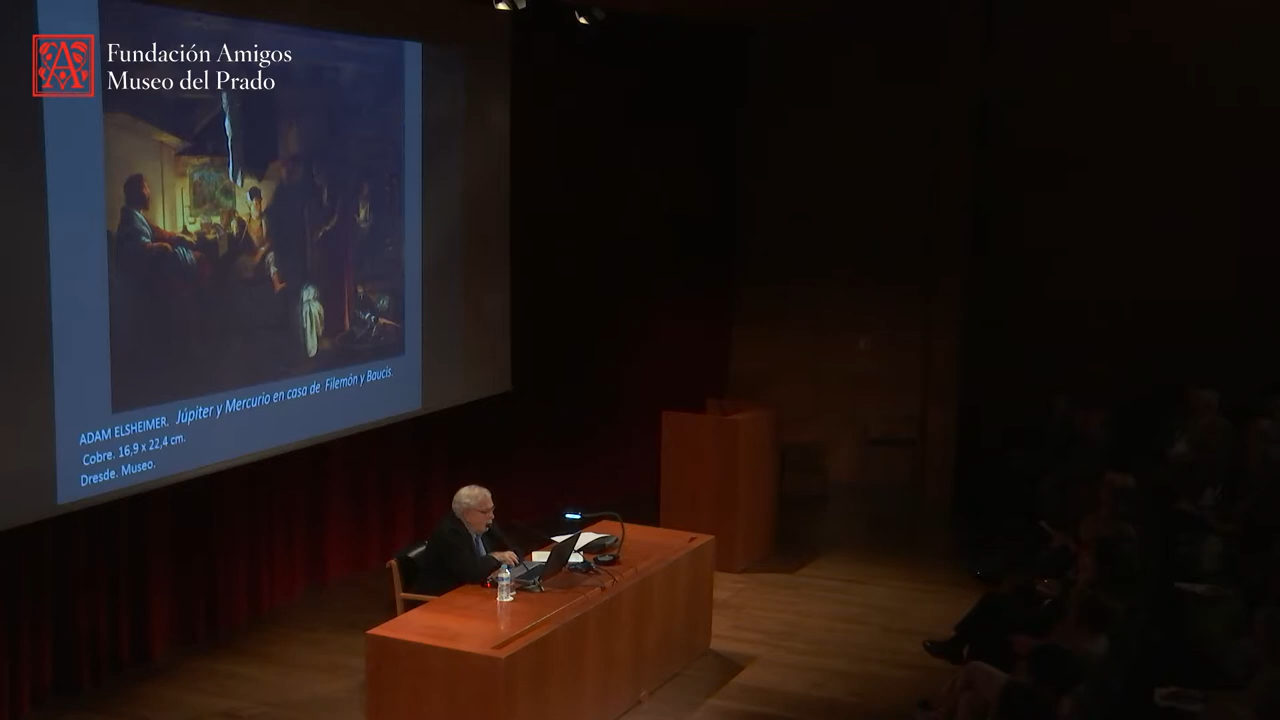 Fundación Amigos
Museo del Prado
ADAM ELSHEIMER. Júpiter y Mercurio en casa de Filemón y Baucis.
Cobre. 16,9 x 22,4 cm.
Dresde. Museo.